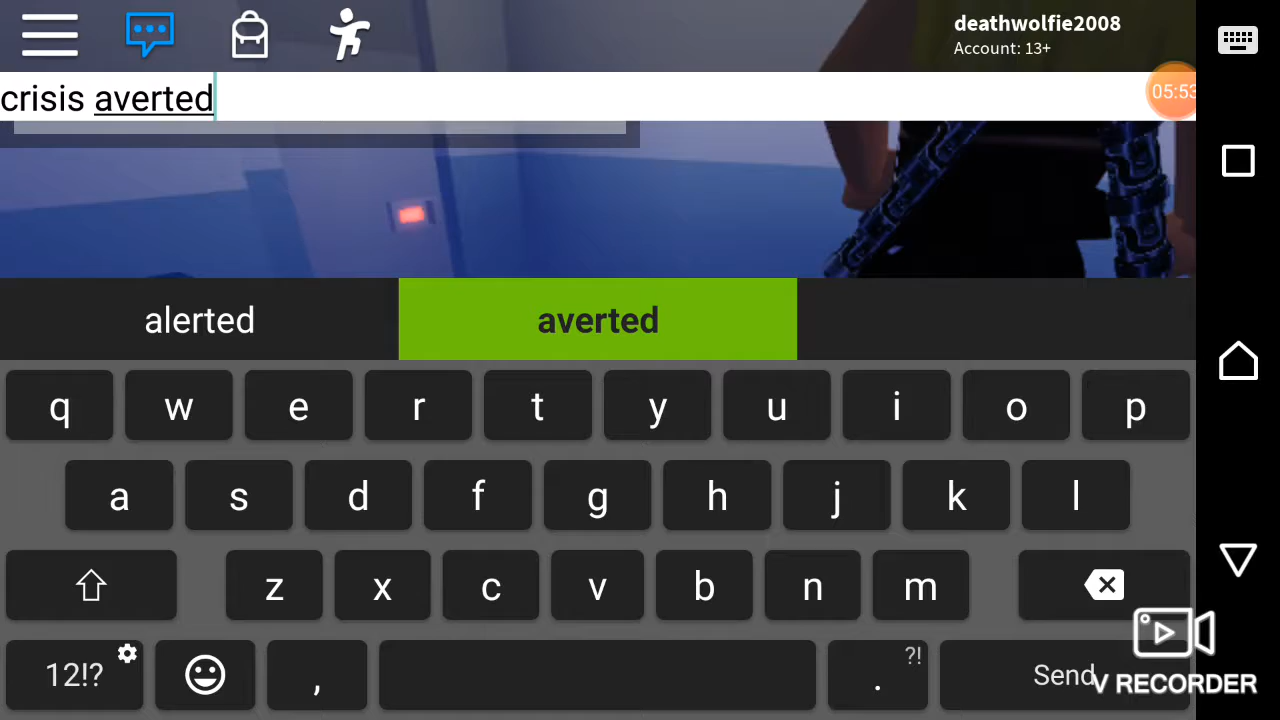 deathwolfie2008
Account: 13+
crisis averted
05:53
alerted averted
q w e r t y u i o p
a s d f g h j k l
z x c v b n m
12!? , . ?! Send
V RECORDER